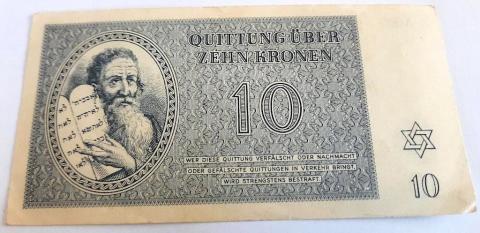 QUITTUNG ÜBER
ZEHN KRONEN
10
WER DIESE QUITTUNG VERFÄLSCHT ODER NACHMACHT
ODER GEFÄLSCHTE QUITTUNGEN IN VERKEHR BRINGT,
WIRD STRENGSTENS BESTRAFT.
10